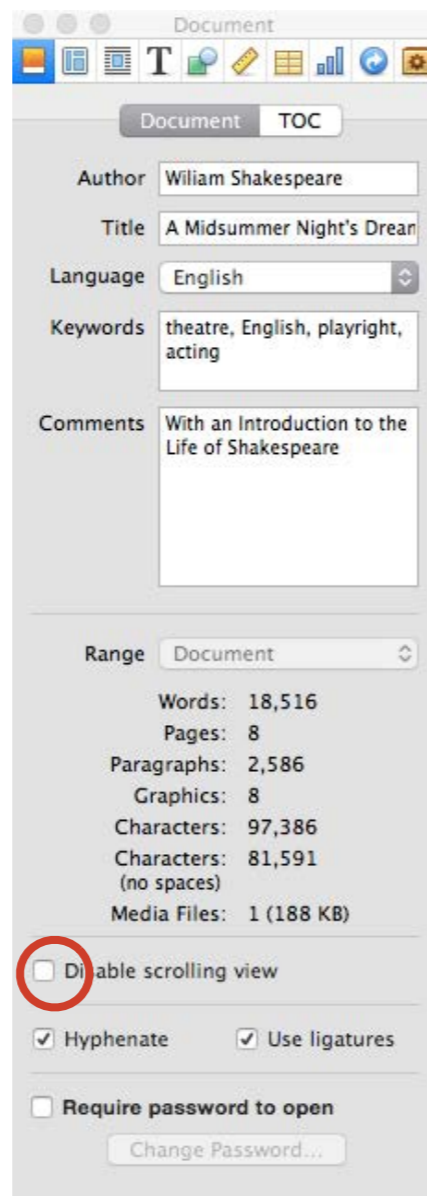 Document
T
Document TOC
Author Wiliam Shakespeare
Title A Midsummer Night's Drean
Language English
Keywords theatre, English, playright,
acting
Comments With an Introduction to the
Life of Shakespeare
Range Document
Words: 18,516
Pages: 8
Paragraphs: 2,586
Graphics: 8
Characters: 97,386
Characters: 81,591
(no spaces)
Media Files: 1 (188 KB)
Disable scrolling view
Hyphenate Use ligatures
Require password to open
Change Password...